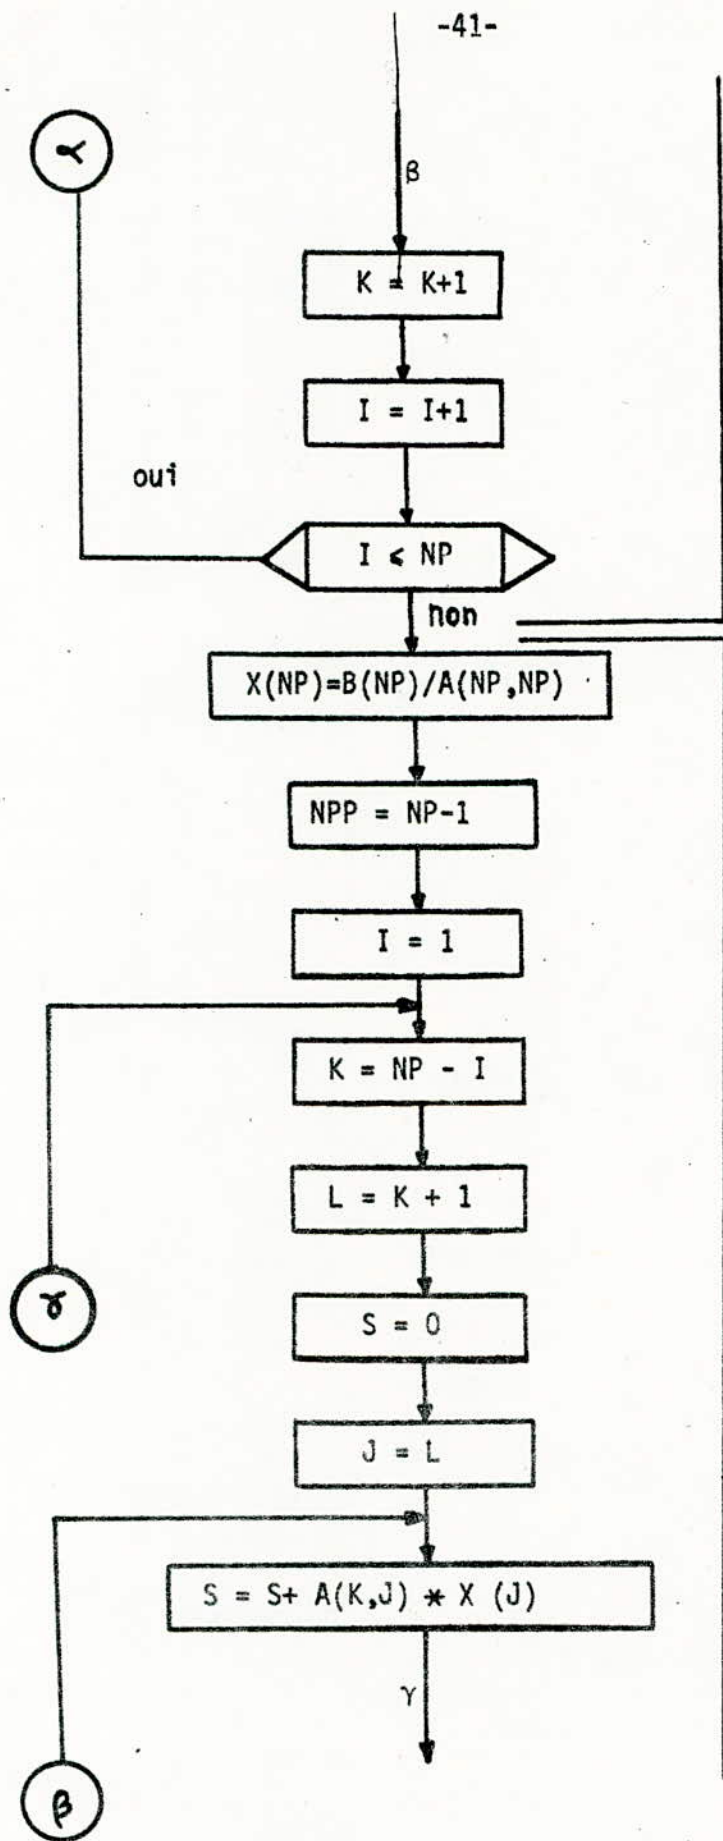 -41-
α
β
K = K+1
I = I+1
oui
I ⩽ NP
non
X(NP)=B(NP)/A(NP,NP)
NPP = NP-1
I = 1
K = NP - I
L = K + 1
γ
S = 0
J = L
S = S+ A(K,J) * X (J)
γ
β